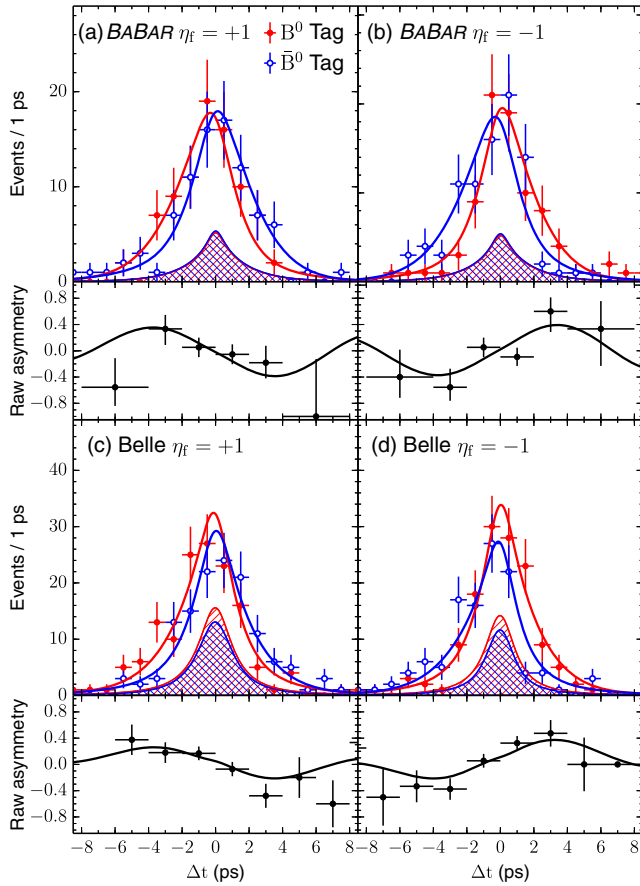 (a) BABAR ηf = +1
B⁰ Tag
B̄⁰ Tag
(b) BABAR ηf = −1
Events / 1 ps
20
10
0
Raw asymmetry
0.8
0.4
0.0
−0.4
−0.8
(c) Belle ηf = +1
(d) Belle ηf = −1
Events / 1 ps
40
30
20
10
0
Raw asymmetry
0.8
0.4
0.0
−0.4
−0.8
−8 −6 −4 −2 0 2 4 6 8 −8 −6 −4 −2 0 2 4 6 8
Δt (ps) Δt (ps)